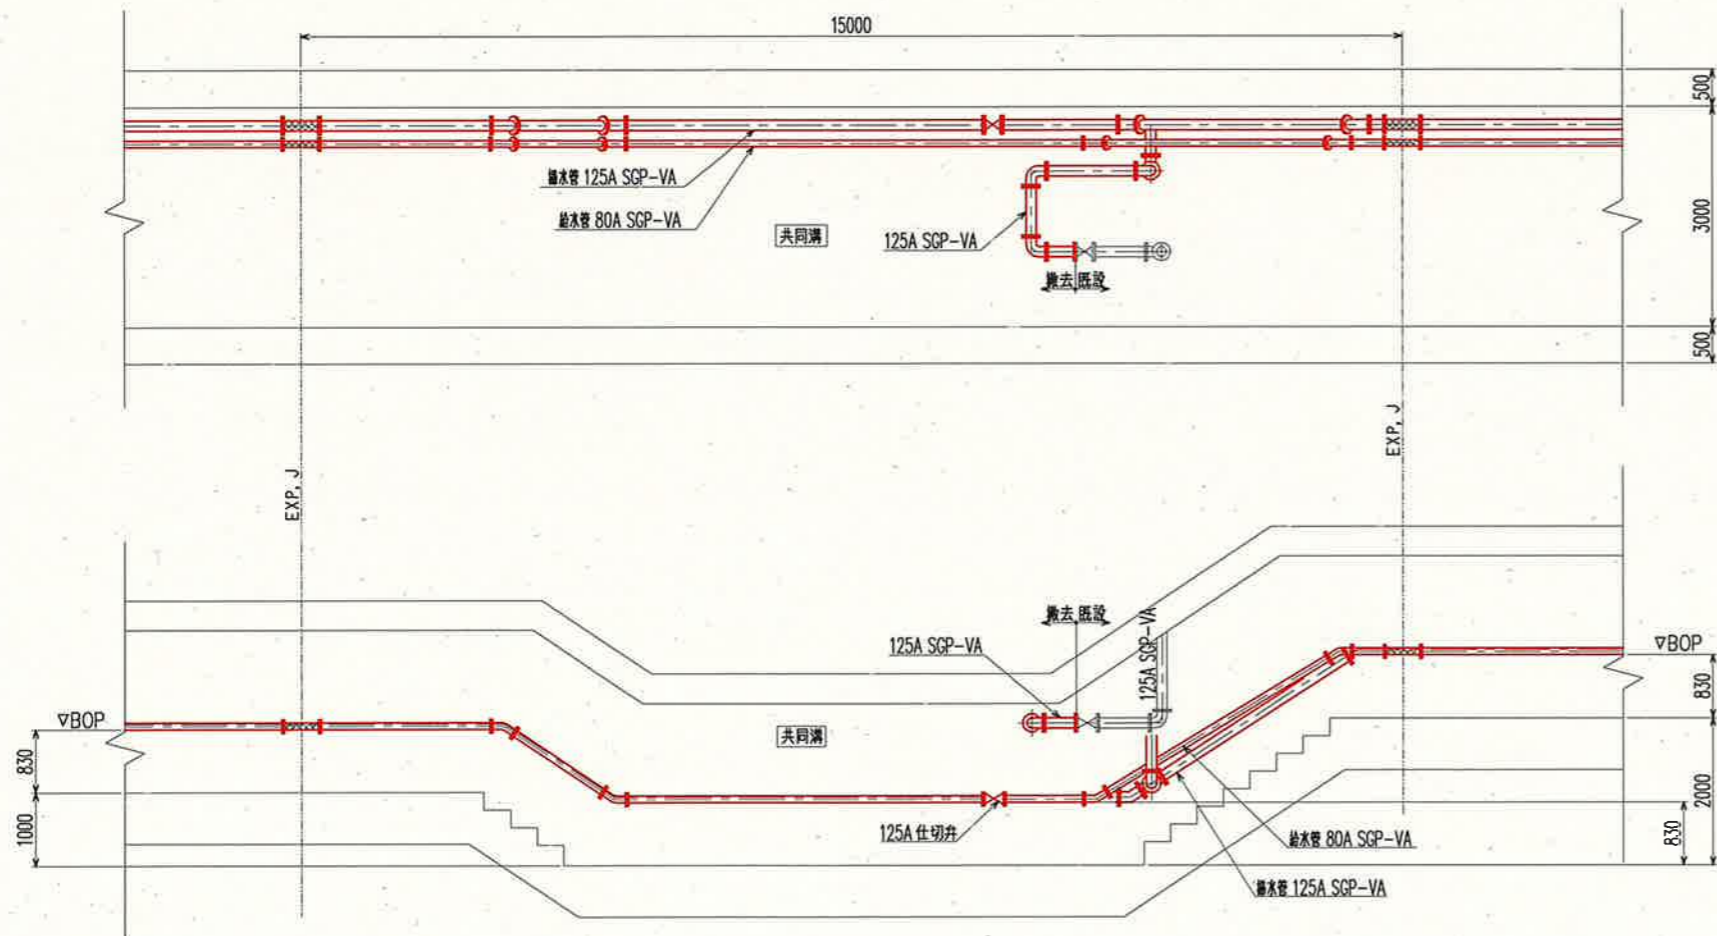 15000
500
給水管 125A SGP-VA
給水管 80A SGP-VA
共同溝
125A SGP-VA
撤去 既設
3000
500
EXP, J
EXP, J
撤去 既設
125A SGP-VA
125A SGP-VA
▽BOP
▽BOP
共同溝
830
830
1000
2000
125A 仕切弁
830
給水管 80A SGP-VA
給水管 125A SGP-VA